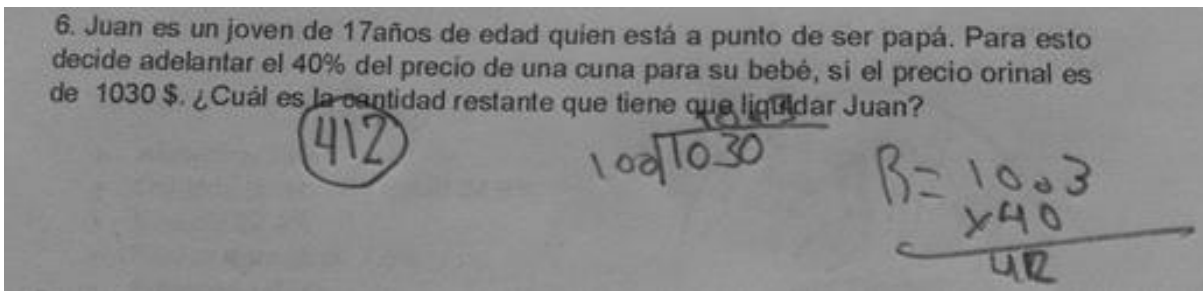 6. Juan es un joven de 17años de edad quien está a punto de ser papá. Para esto
decide adelantar el 40% del precio de una cuna para su bebé, si el precio orinal es
de 1030 $. ¿Cuál es la cantidad restante que tiene que liquidar Juan?
412
100 1030
R= 10.3
x40
412